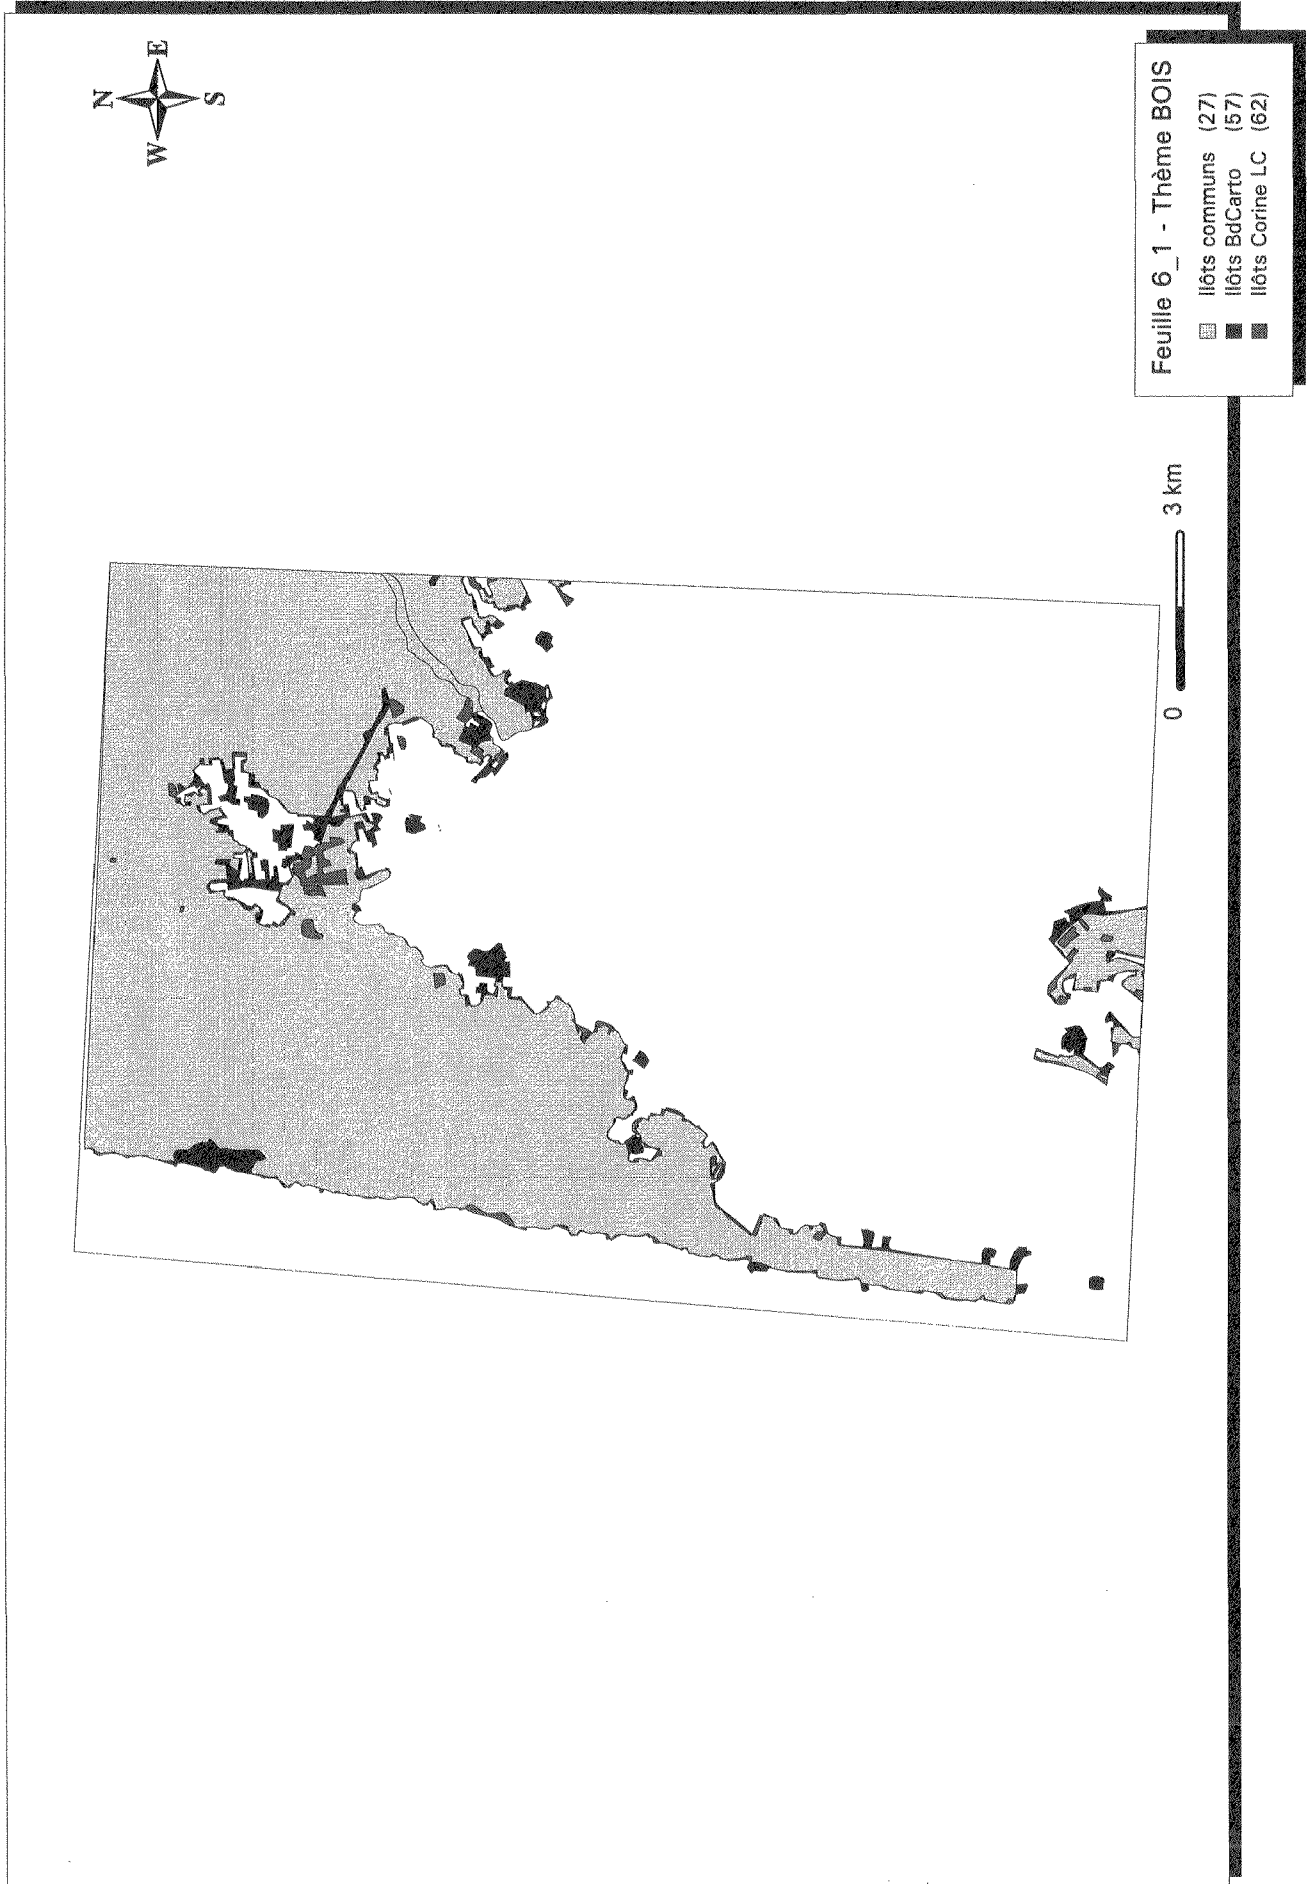 N
W E
S
Feuille 6_1 - Thème BOIS
Ilôts communs (27)
Ilôts BdCarto (57)
Ilôts Corine LC (62)
0 3 km